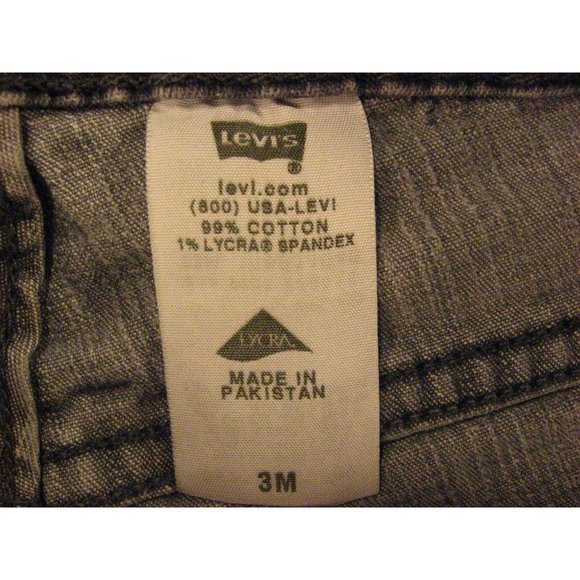 Levi's
®
levi.com
(800) USA-LEVI
99% COTTON
1% LYCRA® SPANDEX
LYCRA
MADE IN
PAKISTAN
3M